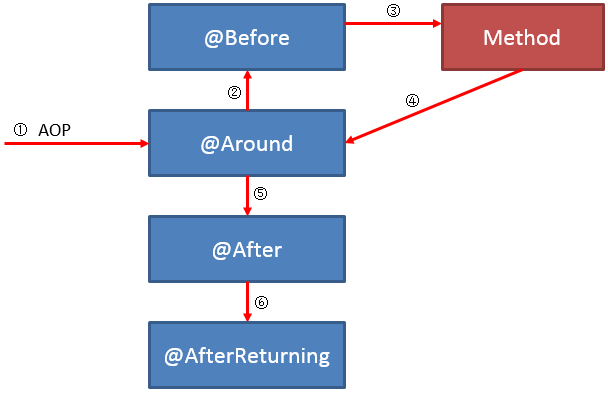 @Before
③
Method
②
④
① AOP
@Around
⑤
@After
⑥
@AfterReturning